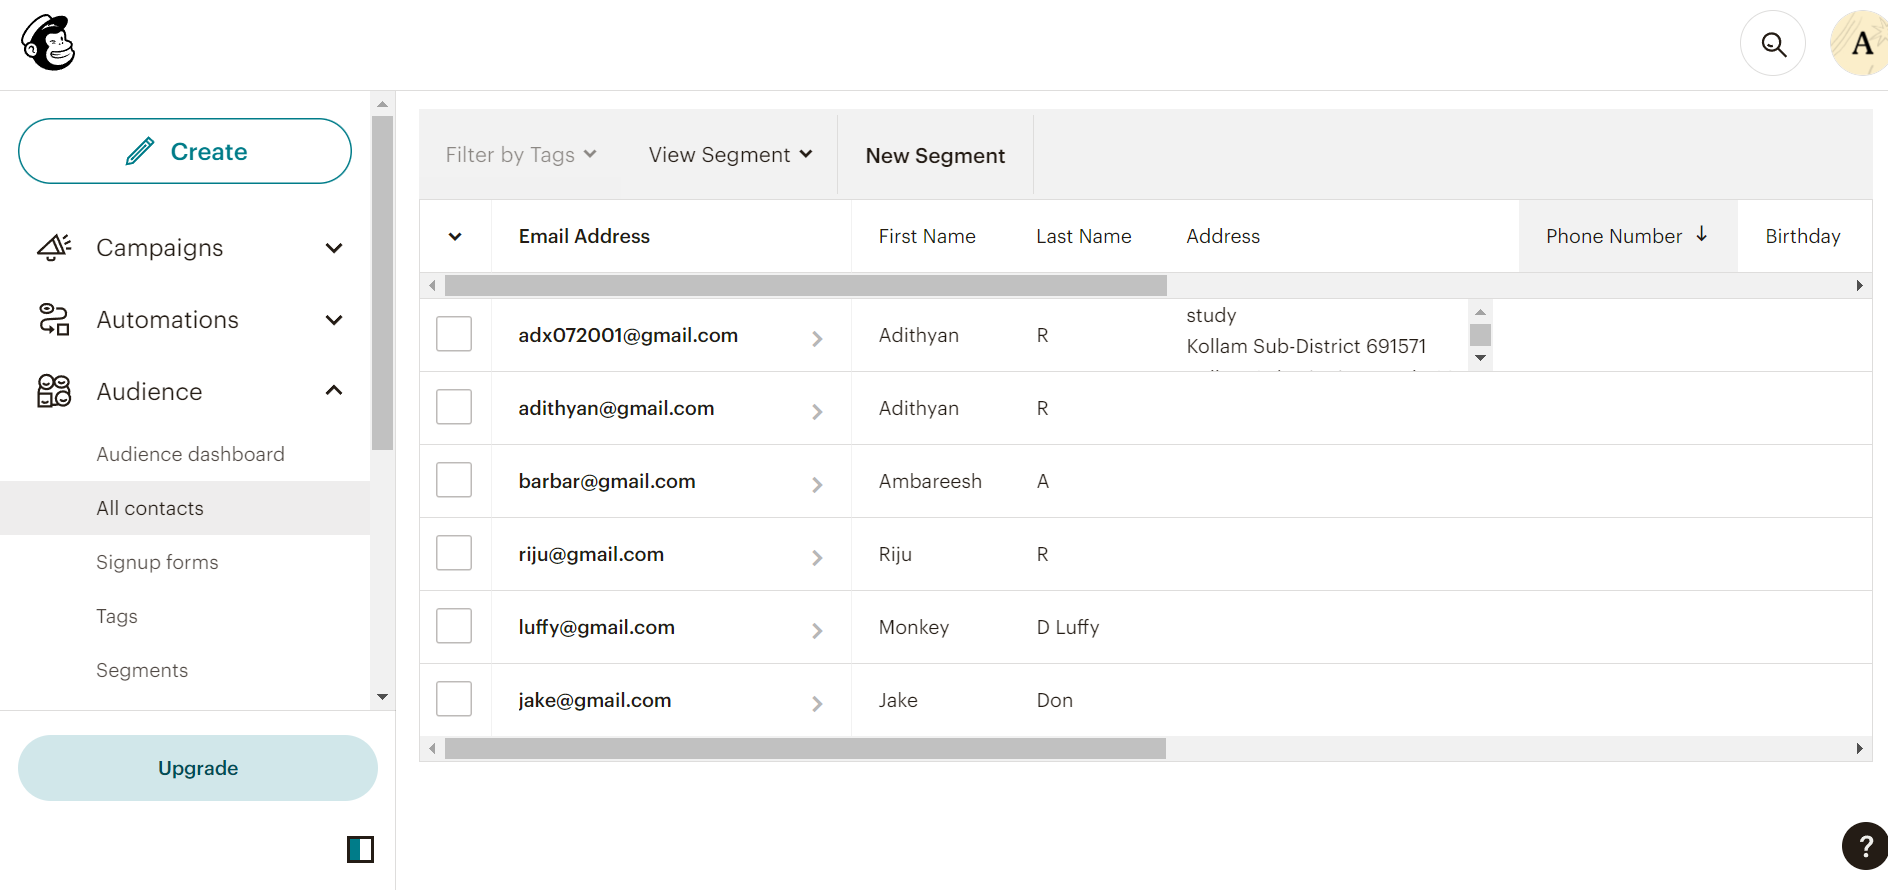 A
Create
Campaigns
Automations
Audience
Audience dashboard
All contacts
Signup forms
Tags
Segments
Upgrade
Filter by Tags View Segment New Segment
Email Address First Name Last Name Address Phone Number ↓ Birthday
adx072001@gmail.com Adithyan R study
Kollam Sub-District 691571
adithyan@gmail.com Adithyan R
barbar@gmail.com Ambareesh A
riju@gmail.com Riju R
luffy@gmail.com Monkey D Luffy
jake@gmail.com Jake Don
?